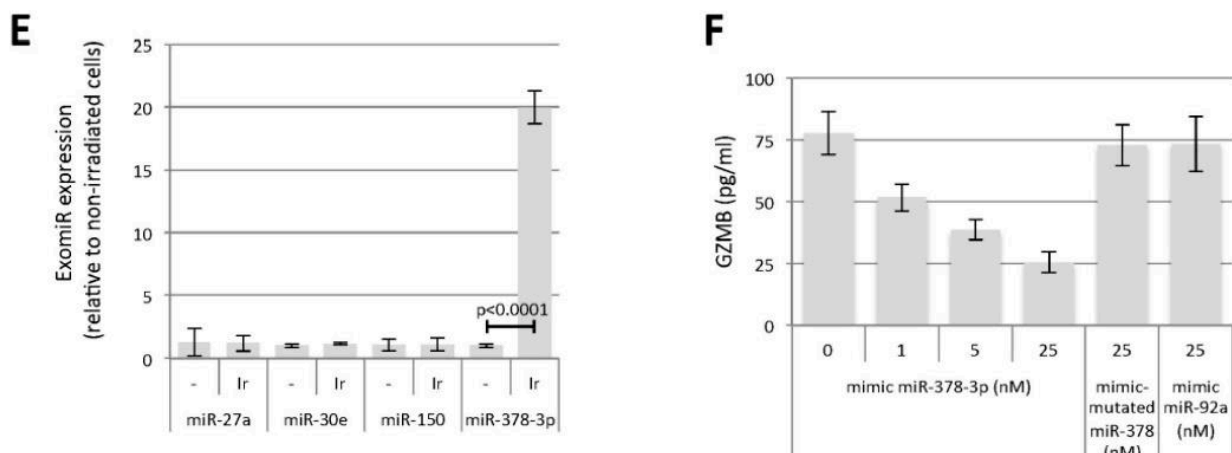 E
ExomiR expression
(relative to non-irradiated cells)
25
20
15
10
5
0
p<0.0001
- Ir - Ir - Ir - Ir
miR-27a miR-30e miR-150 miR-378-3p
F
GZMB (pg/ml)
100
75
50
25
0
0 1 5 25 25 25
mimic miR-378-3p (nM)
mimic-
mutated
miR-378
(nM)
mimic
miR-92a
(nM)